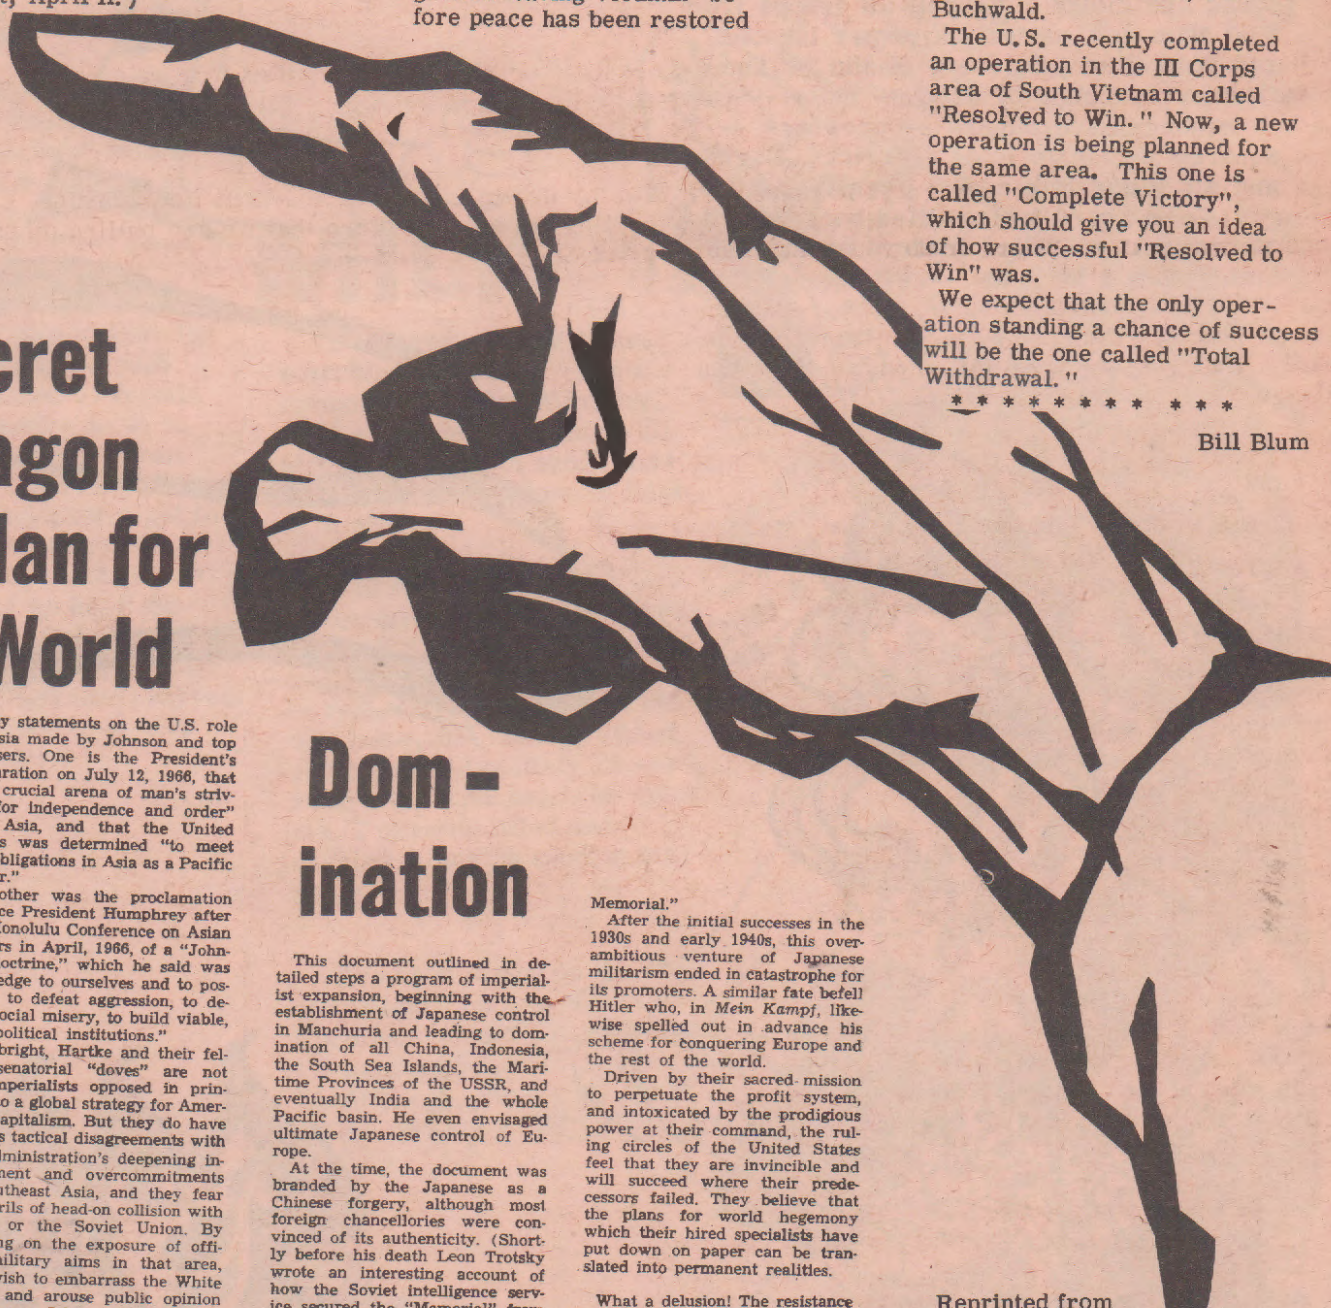 fore peace has been restored
Buchwald.
The U.S. recently completed
an operation in the III Corps
area of South Vietnam called
"Resolved to Win." Now, a new
operation is being planned for
the same area. This one is
called "Complete Victory",
which should give you an idea
of how successful "Resolved to
Win" was.
We expect that the only oper-
ation standing a chance of success
will be the one called "Total
Withdrawal."
* * * * * * * * * * *
Bill Blum
cret
agon
lan for
World
y statements on the U.S. role
sia made by Johnson and top
sers. One is the President's
ration on July 12, 1966, that
crucial arena of man's striv-
or independence and order"
Asia, and that the United
s was determined "to meet
bligations in Asia as a Pacific
r."
other was the proclamation
ce President Humphrey after
onolulu Conference on Asian
rs in April, 1966, of a "John-
octrine," which he said was
edge to ourselves and to pos-
to defeat aggression, to de-
ocial misery, to build viable,
political institutions."
bright, Hartke and their fel-
senatorial "doves" are not
mperialists opposed in prin-
o a global strategy for Amer-
apitalism. But they do have
s tactical disagreements with
dministration's deepening in-
ment and overcommitments
utheast Asia, and they fear
rils of head-on collision with
or the Soviet Union. By
ng on the exposure of offi-
ilitary aims in that area,
ish to embarrass the White
and arouse public opinion
Dom-
ination
This document outlined in de-
tailed steps a program of imperial-
ist expansion, beginning with the
establishment of Japanese control
in Manchuria and leading to dom-
ination of all China, Indonesia,
the South Sea Islands, the Mari-
time Provinces of the USSR, and
eventually India and the whole
Pacific basin. He even envisaged
ultimate Japanese control of Eu-
rope.
At the time, the document was
branded by the Japanese as a
Chinese forgery, although most
foreign chancellories were con-
vinced of its authenticity. (Short-
ly before his death Leon Trotsky
wrote an interesting account of
how the Soviet intelligence serv-
ice secured the "Memorial"
Memorial."
After the initial successes in the
1930s and early 1940s, this over-
ambitious venture of Japanese
militarism ended in catastrophe for
its promoters. A similar fate befell
Hitler who, in Mein Kampf, like-
wise spelled out in advance his
scheme for conquering Europe and
the rest of the world.
Driven by their sacred mission
to perpetuate the profit system,
and intoxicated by the prodigious
power at their command, the rul-
ing circles of the United States
feel that they are invincible and
will succeed where their prede-
cessors failed. They believe that
the plans for world hegemony
which their hired specialists have
put down on paper can be tran-
slated into permanent realities.
What a delusion! The resistance
Reprinted from